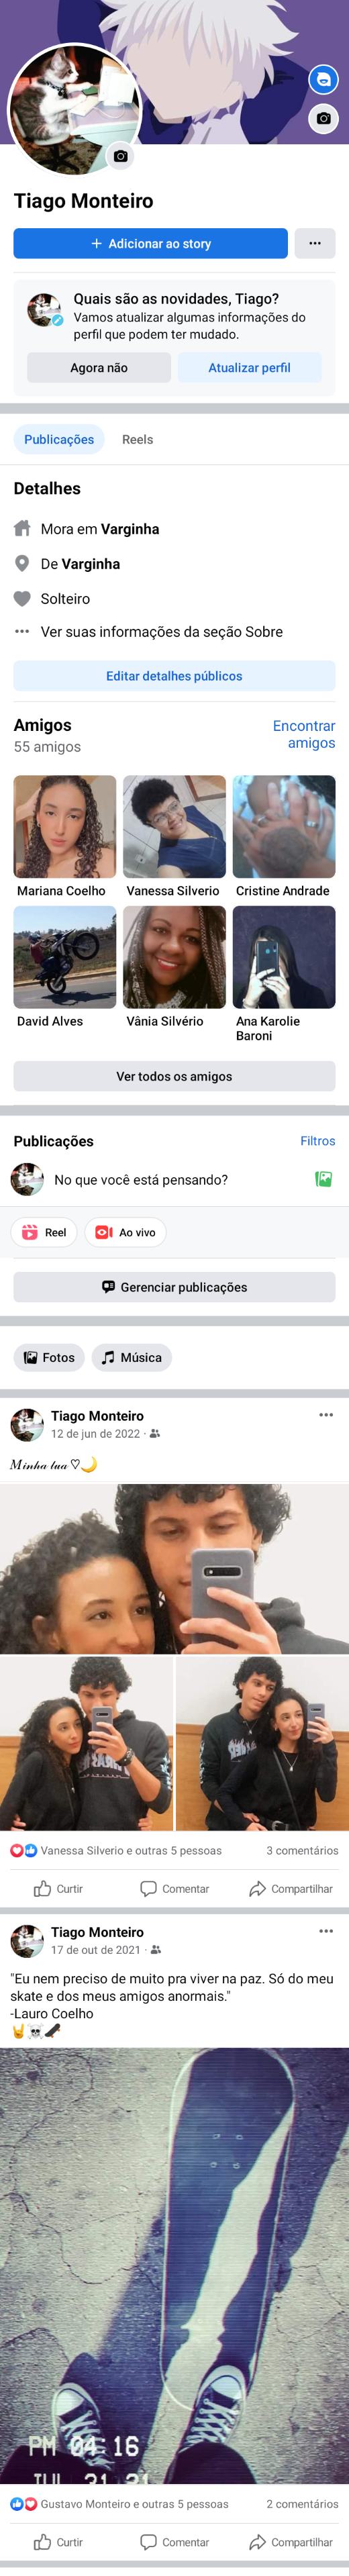 Tiago Monteiro
+ Adicionar ao story
Quais são as novidades, Tiago?
Vamos atualizar algumas informações do
perfil que podem ter mudado.
Agora não
Atualizar perfil
Publicações
Reels
Detalhes
Mora em Varginha
De Varginha
Solteiro
Ver suas informações da seção Sobre
Editar detalhes públicos
Amigos
Encontrar
amigos
55 amigos
Mariana Coelho
Vanessa Silverio
Cristine Andrade
David Alves
Vânia Silvério
Ana Karolie
Baroni
Ver todos os amigos
Publicações
Filtros
No que você está pensando?
Reel
Ao vivo
Gerenciar publicações
Fotos
Música
Tiago Monteiro
12 de jun de 2022 ·
𝓜𝓲𝓷𝓱𝓪 𝓵𝓾𝓪 ♡🌙
Vanessa Silverio e outras 5 pessoas
3 comentários
Curtir
Comentar
Compartilhar
Tiago Monteiro
17 de out de 2021 ·
"Eu nem preciso de muito pra viver na paz. Só do meu
skate e dos meus amigos anormais."
-Lauro Coelho
🤘☠️🛹
PM 04:16
JUL 31 21
Gustavo Monteiro e outras 5 pessoas
2 comentários
Curtir
Comentar
Compartilhar